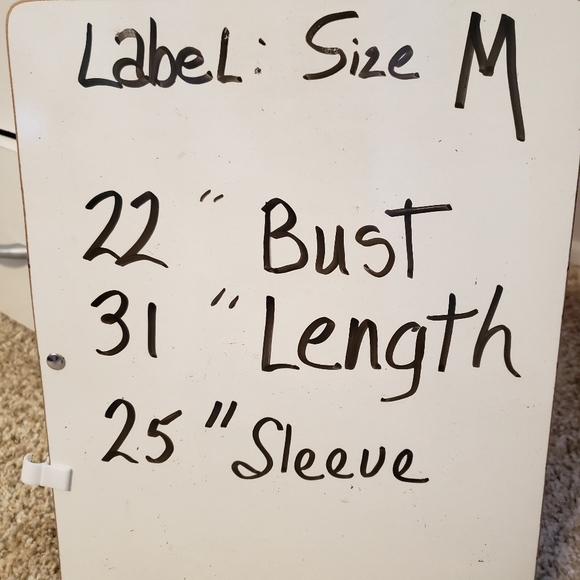 Label: Size M
22" Bust
31" Length
25" Sleeve